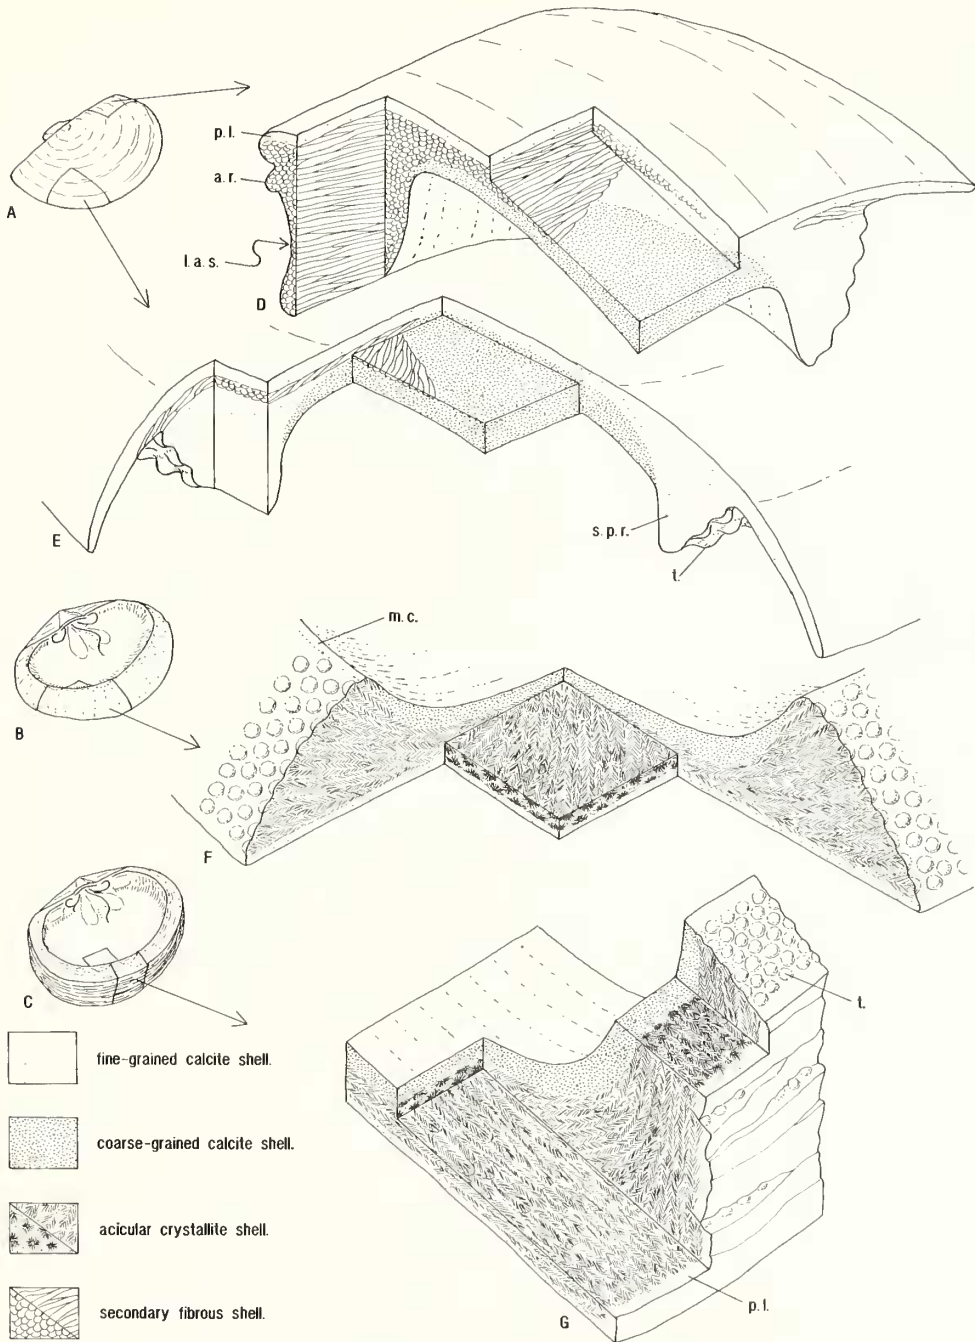 p. l.
a. r.
A
l. a. s.
D
E
s. p. r.
t.
m. c.
B
F
C
t.
fine-grained calcite shell.
coarse-grained calcite shell.
acicular crystallite shell.
p. l.
secondary fibrous shell.
G